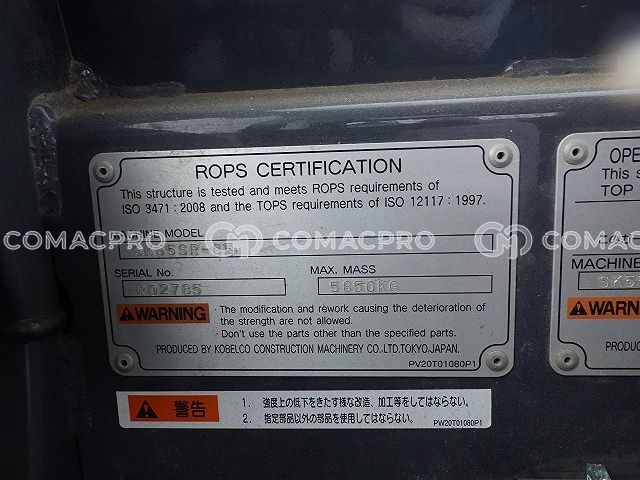 ROPS CERTIFICATION
This structure is tested and meets ROPS requirements of
ISO 3471 : 2008 and the TOPS requirements of ISO 12117 : 1997.
MACHINE MODEL
COMACPRO COMACPRO COMACPRO
SERIAL No. MAX. MASS
R02785 5850KG
WARNING
· The modification and rework causing the deterioration of
the strength are not allowed.
· Don't use the parts other than the specified parts.
PRODUCED BY KOBELCO CONSTRUCTION MACHINERY CO.,LTD.TOKYO.JAPAN.
PV20T01080P1
警告
1. 強度上の低下をきたす様な改造、加工等をしてはならない。
2. 指定部品以外の部品を使用してはならない。
PW20T01080P1
OPE
This s
TOP
MACHINE
SK5
WARN
PRODUCED